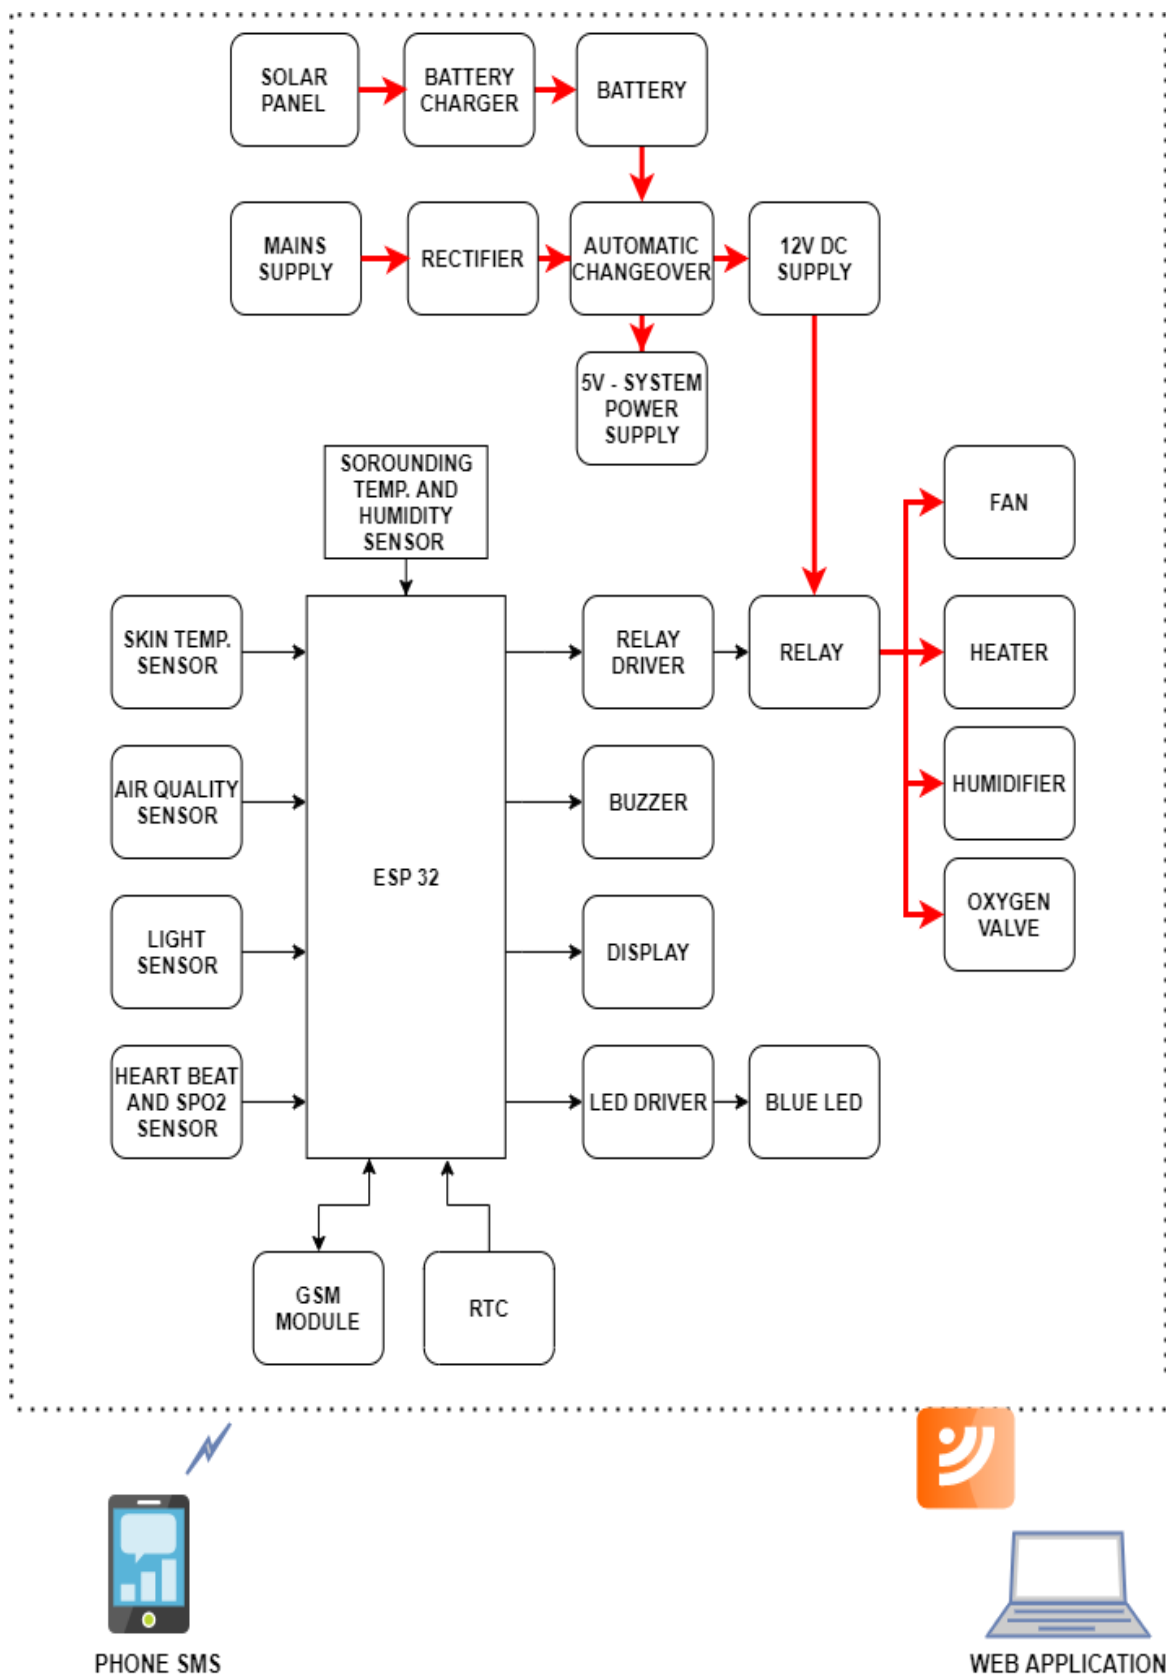 SOLAR
PANEL
BATTERY
CHARGER
BATTERY
MAINS
SUPPLY
RECTIFIER
AUTOMATIC
CHANGEOVER
12V DC
SUPPLY
5V - SYSTEM
POWER
SUPPLY
SOROUNDING
TEMP. AND
HUMIDITY
SENSOR
FAN
SKIN TEMP.
SENSOR
RELAY
DRIVER
RELAY
HEATER
AIR QUALITY
SENSOR
BUZZER
HUMIDIFIER
ESP 32
LIGHT
SENSOR
DISPLAY
OXYGEN
VALVE
HEART BEAT
AND SPO2
SENSOR
LED DRIVER
BLUE LED
GSM
MODULE
RTC
PHONE SMS
WEB APPLICATION